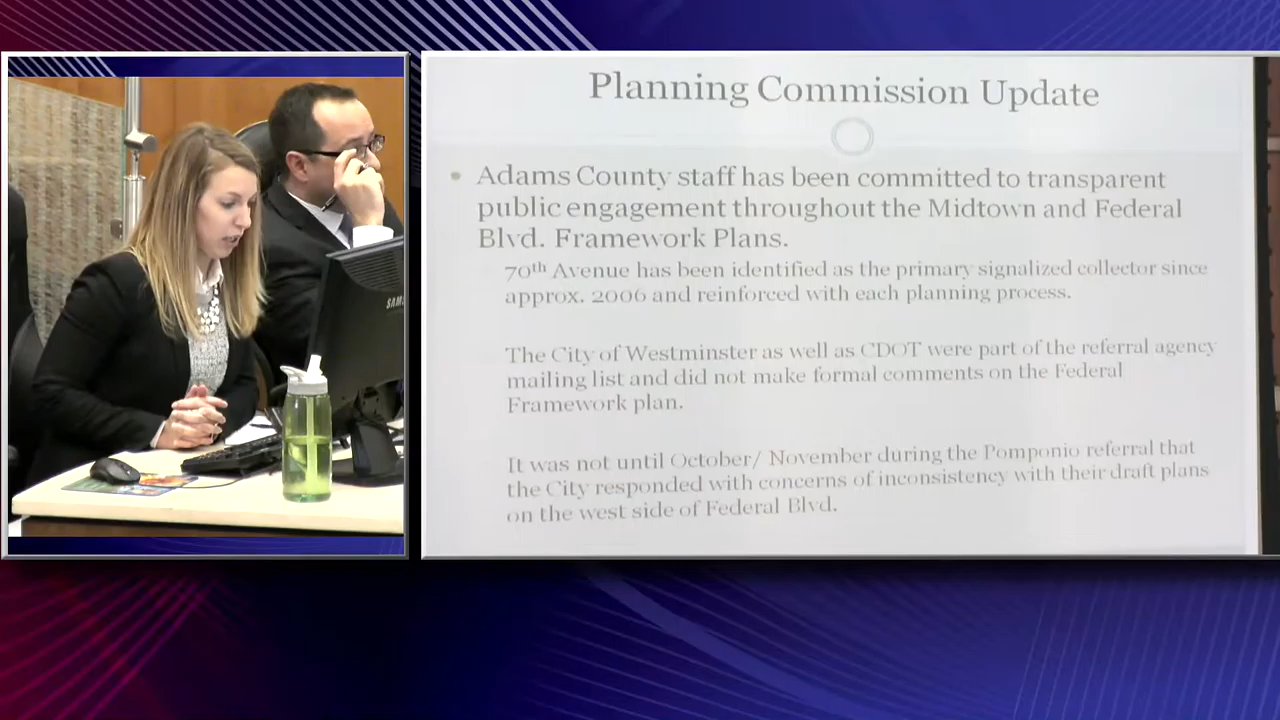 Planning Commission Update
• Adams County staff has been committed to transparent
public engagement throughout the Midtown and Federal
Blvd. Framework Plans.
70th Avenue has been identified as the primary signalized collector since
approx. 2006 and reinforced with each planning process.
The City of Westminster as well as CDOT were part of the referral agency
mailing list and did not make formal comments on the Federal
Framework plan.
It was not until October/ November during the Pomponio referral that
the City responded with concerns of inconsistency with their draft plans
on the west side of Federal Blvd.